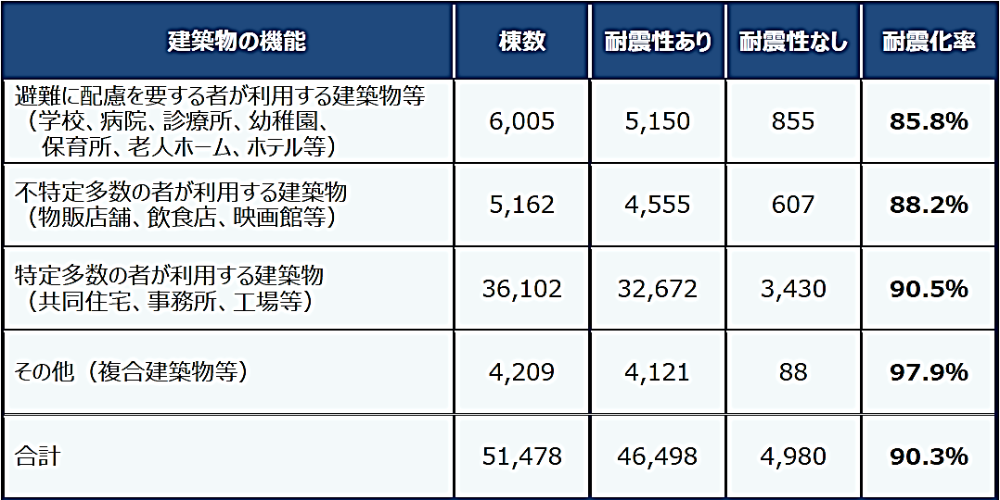 建築物の機能 棟数 耐震性あり 耐震性なし 耐震化率
避難に配慮を要する者が利用する建築物等
（学校、病院、診療所、幼稚園、
保育所、老人ホーム、ホテル等）
6,005 5,150 855 85.8%
不特定多数の者が利用する建築物
（物販店舗、飲食店、映画館等）
5,162 4,555 607 88.2%
特定多数の者が利用する建築物
（共同住宅、事務所、工場等）
36,102 32,672 3,430 90.5%
その他（複合建築物等） 4,209 4,121 88 97.9%
合計 51,478 46,498 4,980 90.3%